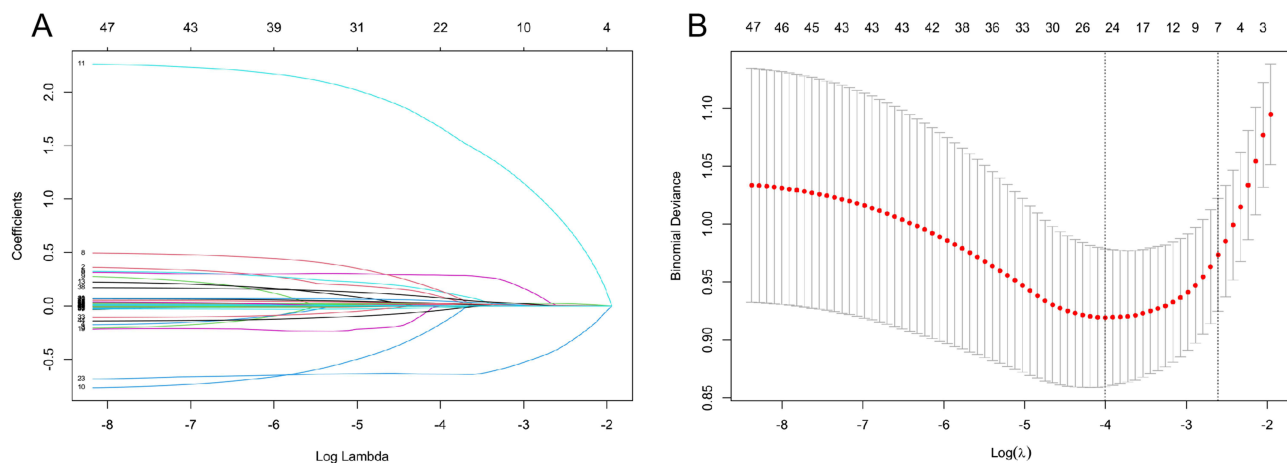 A
47 43 39 31 22 10 4
Coefficients
2.0
1.5
1.0
0.5
0.0
-0.5
11
8
23
10
-8 -7 -6 -5 -4 -3 -2
Log Lambda
B
47 46 45 44 43 43 43 42 38 36 33 30 26 24 17 12 9 7 4 3
Binomial Deviance
1.10
1.05
1.00
0.95
0.90
0.85
-8 -7 -6 -5 -4 -3 -2
Log(λ)